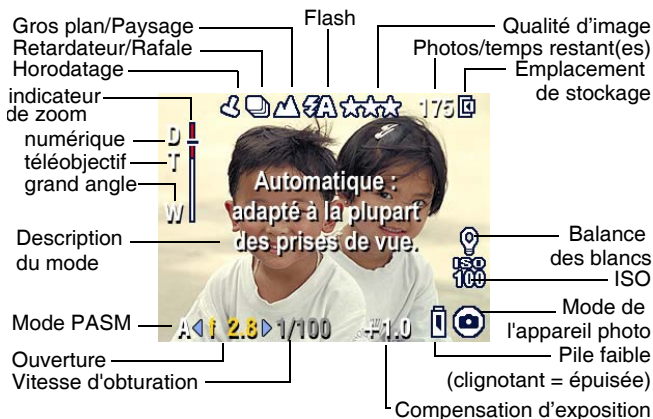 Gros plan/Paysage
Retardateur/Rafale
Horodatage
indicateur
de zoom
numérique
téléobjectif
grand angle
Description
du mode
Mode PASM
Ouverture
Vitesse d'obturation
Flash
Qualité d'image
Photos/temps restant(es)
Emplacement
de stockage
A
175
D
T
W
Automatique :
adapté à la plupart
des prises de vue.
ISO
100
A f 2.8 1/100 +1.0
Balance
des blancs
ISO
Mode de
l'appareil photo
Pile faible
(clignotant = épuisée)
Compensation d'exposition